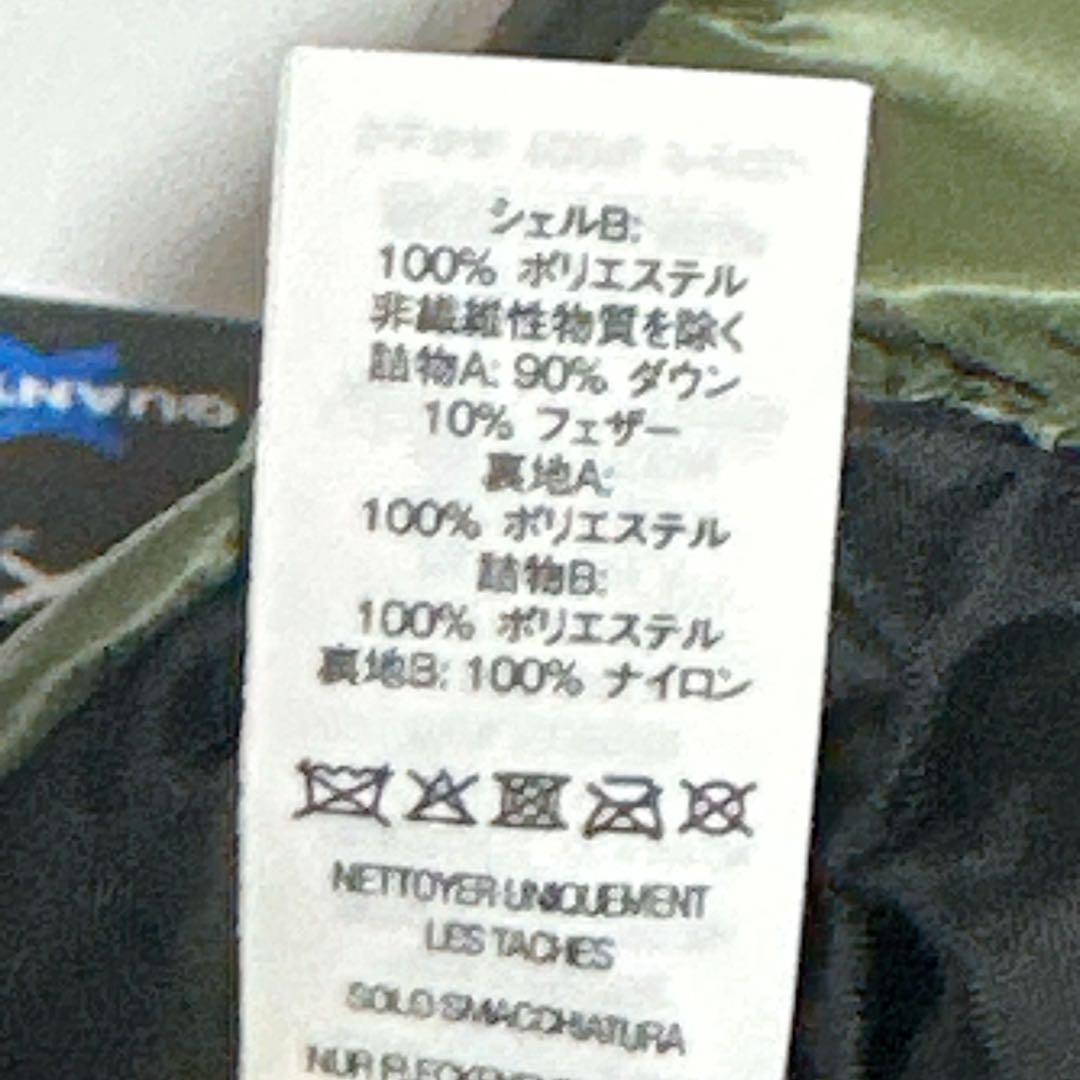 シェルB:
100% ポリエステル
非繊維性物質を除く
詰物A: 90% ダウン
10% フェザー
裏地A:
100% ポリエステル
詰物B:
100% ポリエステル
裏地B: 100% ナイロン
NETTOYER UNIQUEMENT
LES TACHES
SOLO SMACCHIATURA
NUR